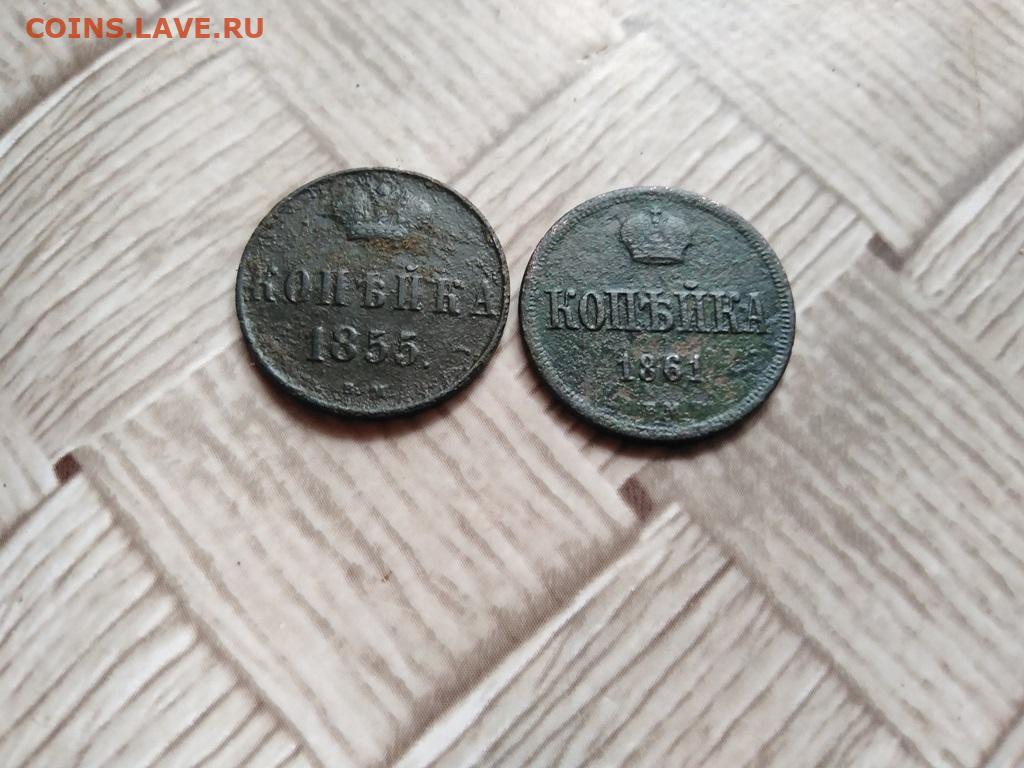 COINS.LAVE.RU
КОПѢЙКА
1855.
В.М.
КОПѢЙКА
1861